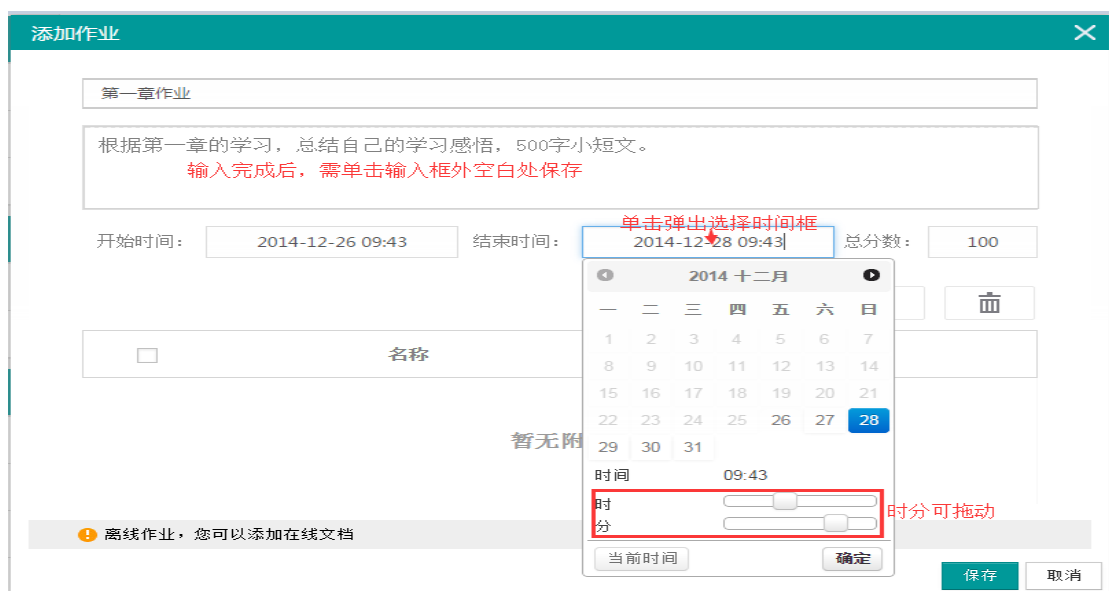 添加作业
第一章作业
根据第一章的学习，总结自己的学习感悟，500字小短文。
输入完成后，需单击输入框外空白处保存
单击弹出选择时间框
开始时间： 2014-12-26 09:43 结束时间： 2014-12-28 09:43 总分数： 100
2014 十二月
一 二 三 四 五 六 日
1 2 3 4 5 6 7
名称
8 9 10 11 12 13 14
15 16 17 18 19 20 21
22 23 24 25 26 27 28
暂无附
29 30 31
时间 09:43
时
时分可拖动
分
离线作业，您可以添加在线文档
当前时间 确定
保存 取消